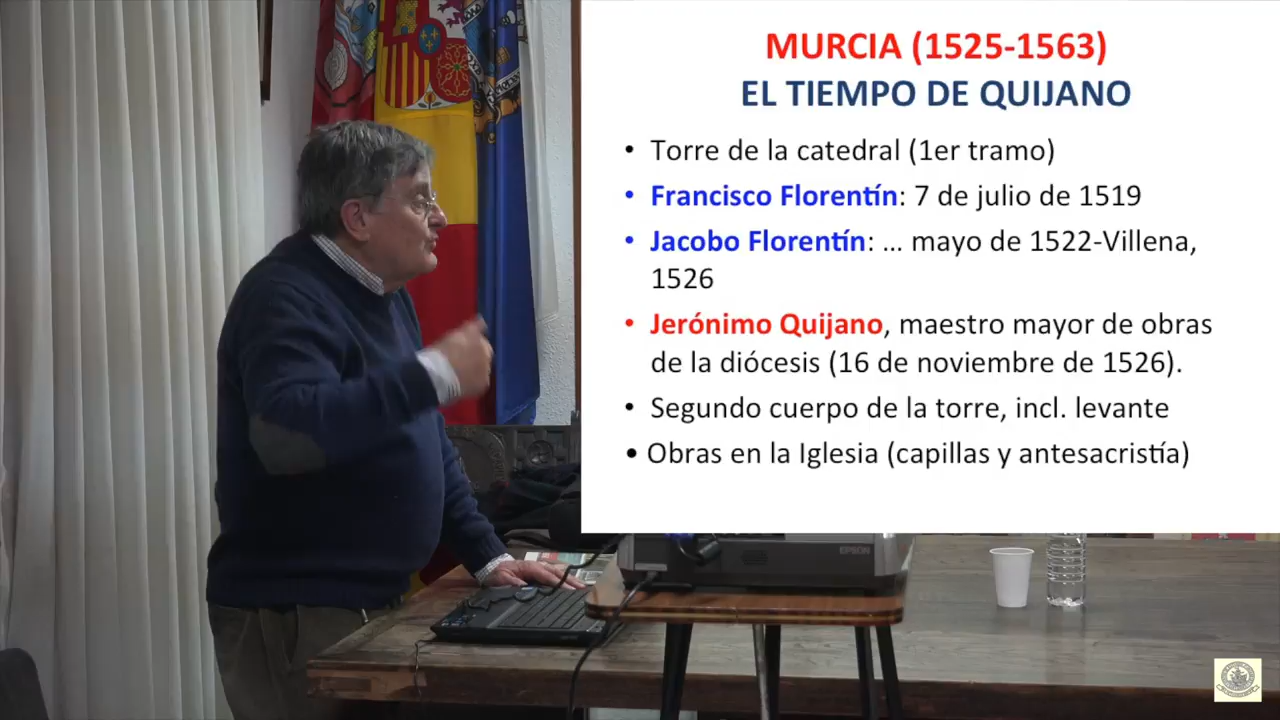 MURCIA (1525-1563)
EL TIEMPO DE QUIJANO
• Torre de la catedral (1er tramo)
• Francisco Florentín: 7 de julio de 1519
• Jacobo Florentín: ... mayo de 1522-Villena,
1526
• Jerónimo Quijano, maestro mayor de obras
de la diócesis (16 de noviembre de 1526).
• Segundo cuerpo de la torre, incl. levante
• Obras en la Iglesia (capillas y antesacristía)
EPSON